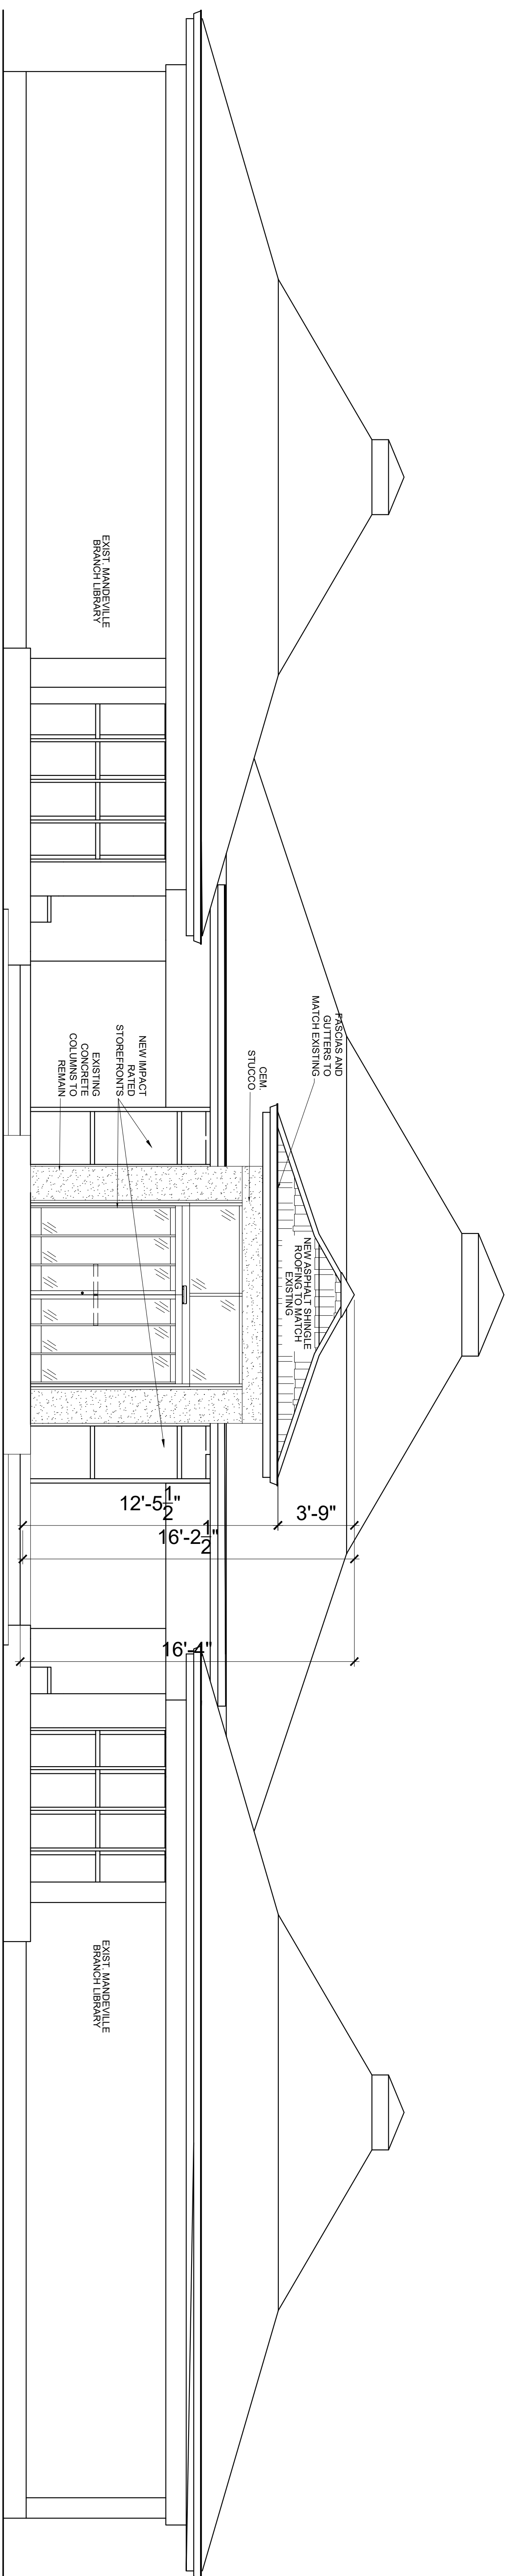 EXIST. MANDEVILLE
BRANCH LIBRARY
FASCIAS AND
GUTTERS TO
MATCH EXISTING
CEM.
STUCCO
NEW IMPACT
RATED
STOREFRONTS
EXISTING
CONCRETE
COLUMNS TO
REMAIN
NEW ASPHALT SHINGLE
ROOFING TO MATCH
EXISTING
12'-5 1/2"
3'-9"
16'-2 1/2"
16'-4"
EXIST. MANDEVILLE
BRANCH LIBRARY